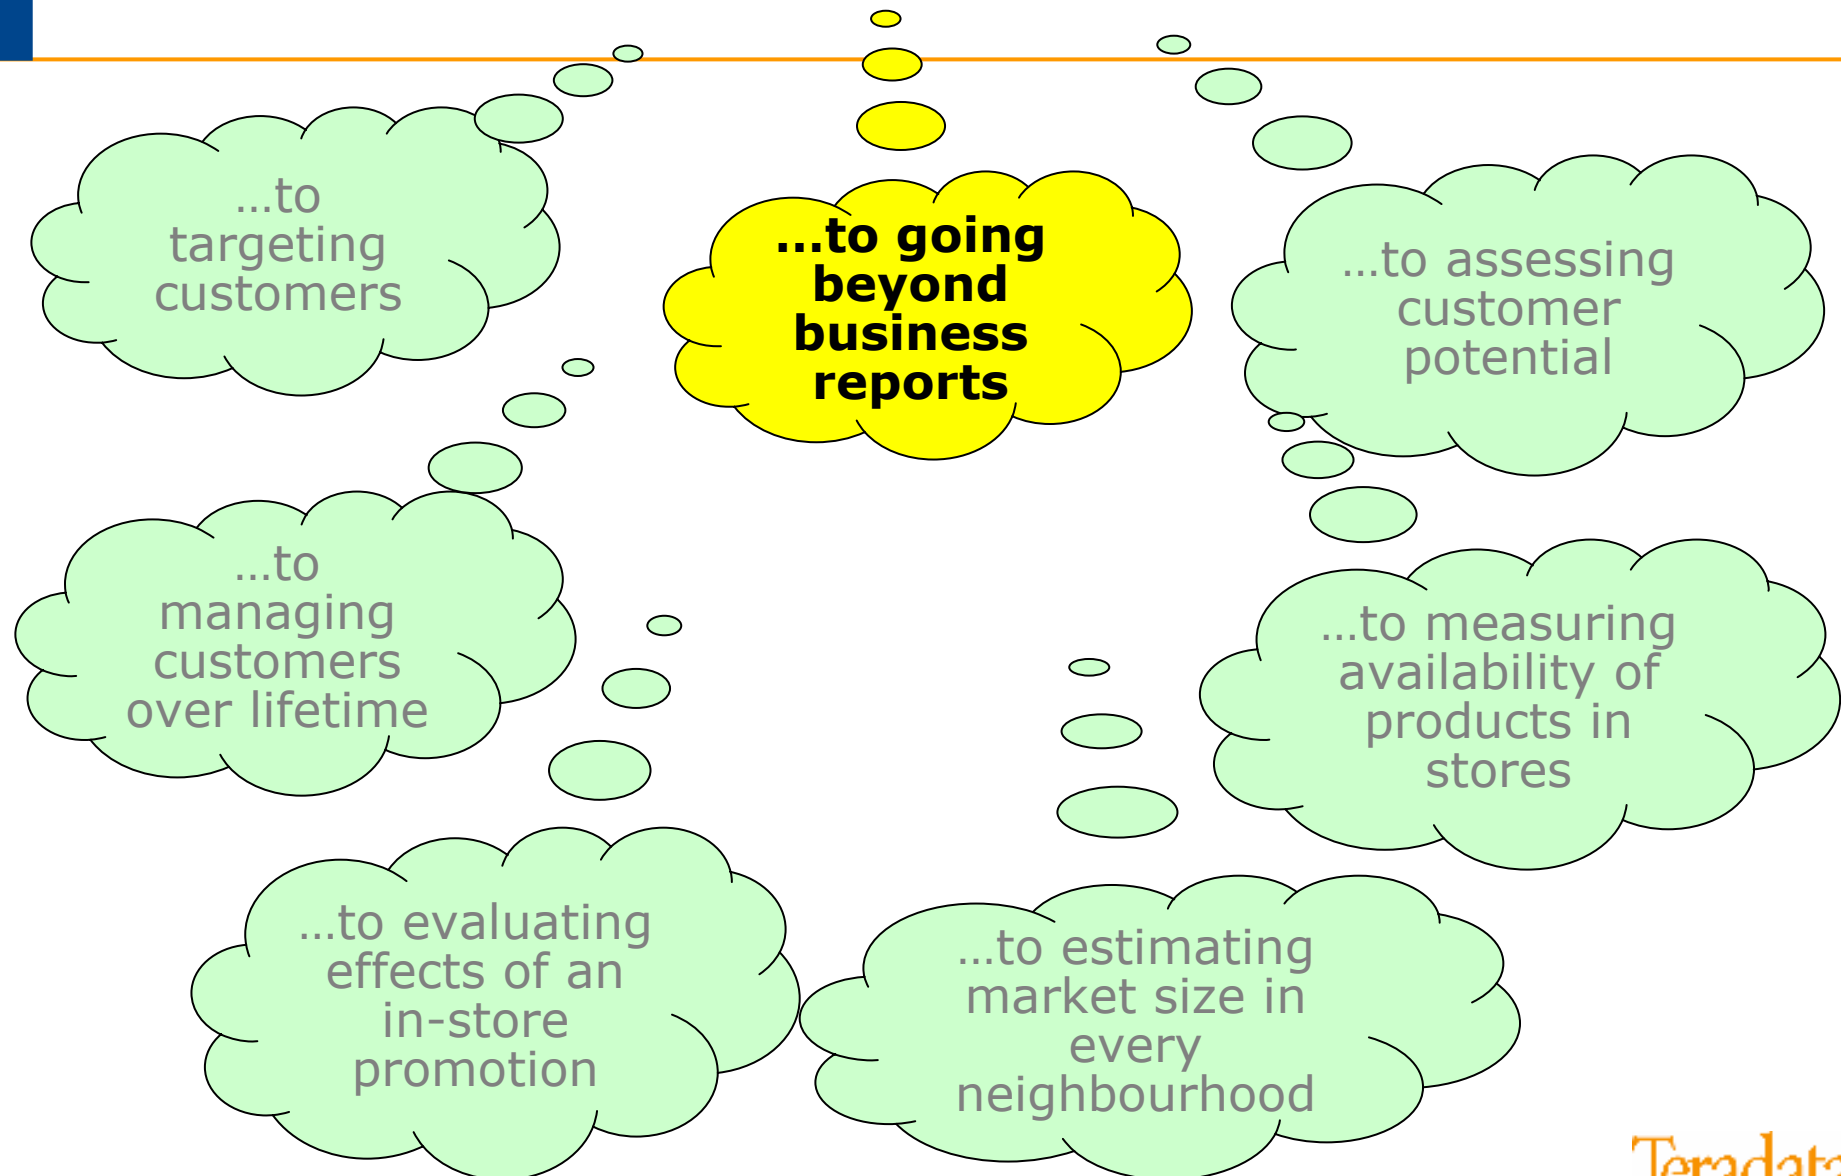 ...to
targeting
customers
...to going
beyond
business
reports
...to assessing
customer
potential
...to
managing
customers
over lifetime
...to measuring
availability of
products in
stores
...to evaluating
effects of an
in-store
promotion
...to estimating
market size in
every
neighbourhood
Teradata